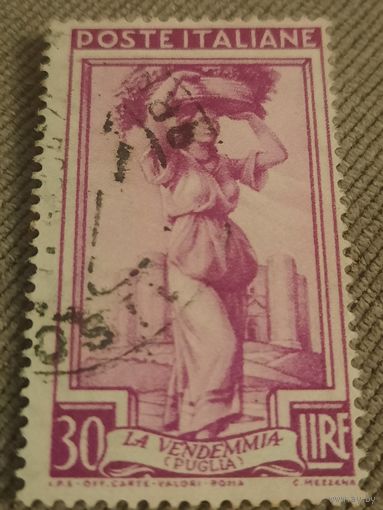 POSTE ITALIANE
30 LIRE
LA VENDEMMIA
(PUGLIA)
I.P.S - OFF. CARTE - VALORI - ROMA C. MEZZANA